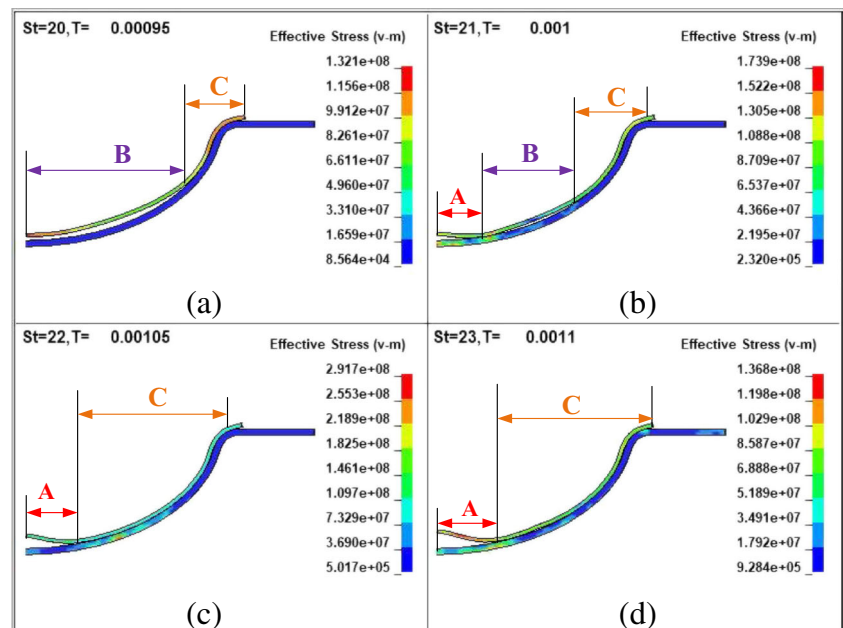 St=20,T= 0.00095
Effective Stress (v-m)
1.321e+08
1.156e+08
9.912e+07
8.261e+07
6.611e+07
4.960e+07
3.310e+07
1.659e+07
8.564e+04
C
B
(a)
St=21,T= 0.001
Effective Stress (v-m)
1.739e+08
1.522e+08
1.305e+08
1.088e+08
8.709e+07
6.537e+07
4.366e+07
2.195e+07
2.320e+05
C
B
A
(b)
St=22,T= 0.00105
Effective Stress (v-m)
2.917e+08
2.553e+08
2.189e+08
1.825e+08
1.461e+08
1.097e+08
7.329e+07
3.690e+07
5.017e+05
C
A
(c)
St=23,T= 0.0011
Effective Stress (v-m)
1.368e+08
1.198e+08
1.029e+08
8.587e+07
6.888e+07
5.189e+07
3.491e+07
1.792e+07
9.284e+05
C
A
(d)